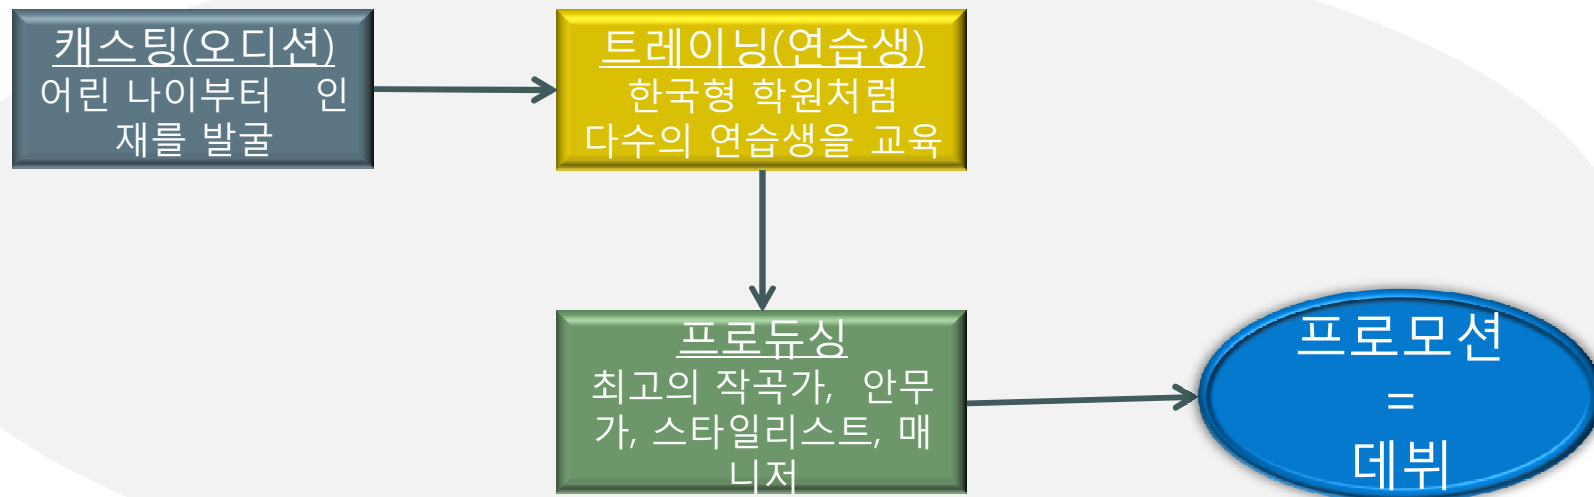 캐스팅(오디션)
어린 나이부터 인
재를 발굴
트레이닝(연습생)
한국형 학원처럼
다수의 연습생을 교육
프로듀싱
최고의 작곡가, 안무
가, 스타일리스트, 매
니저
프로모션
=
데뷔